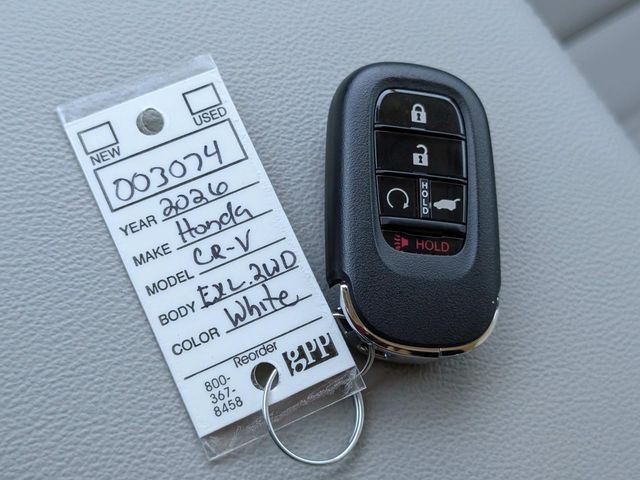 NEW USED
003074
YEAR 2026
MAKE Honda
MODEL CR-V
BODY EXL. 2WD
COLOR White
Reorder
800-
367-
8458
gpp
HOLD
HOLD